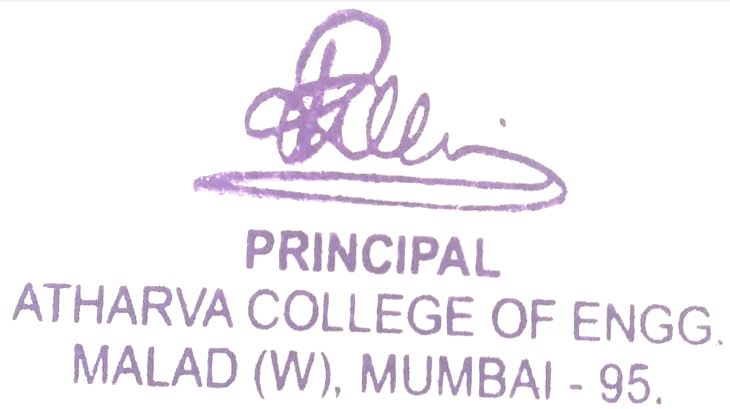 PRINCIPAL
ATHARVA COLLEGE OF ENGG.
MALAD (W), MUMBAI - 95.